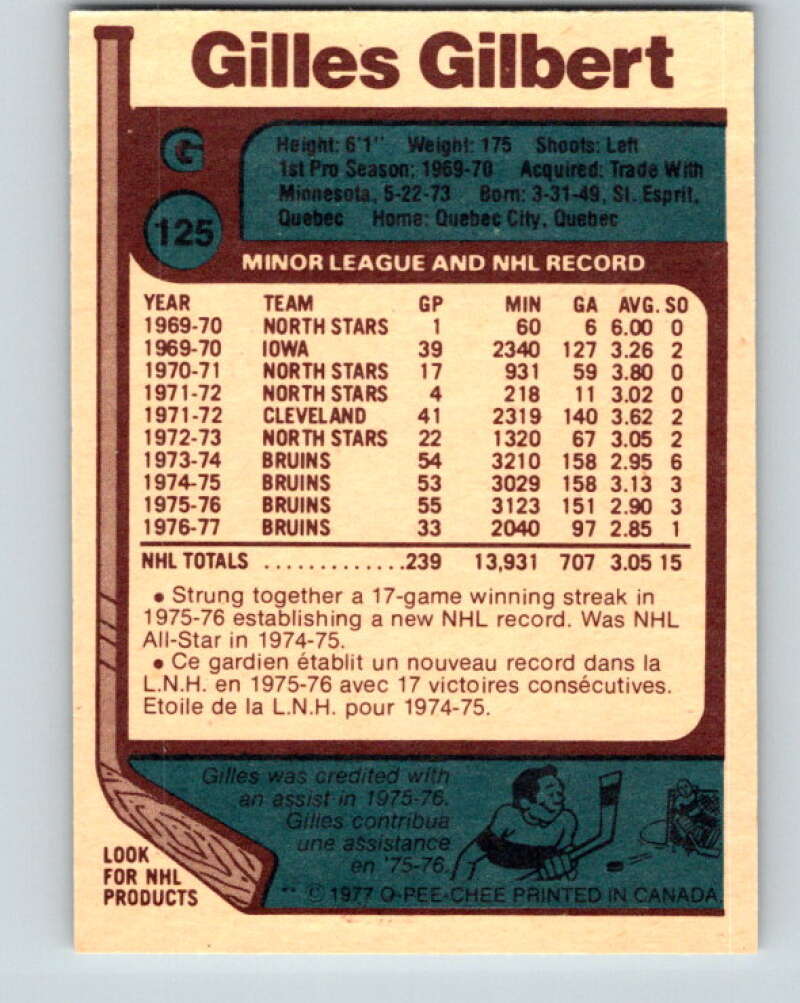 Gilles Gilbert
G
125
Height: 6'1" Weight: 175 Shoots: Left
1st Pro Season: 1969-70 Acquired: Trade With
Minnesota, 5-22-73 Born: 3-31-49, St. Esprit,
Quebec Home: Quebec City, Quebec
MINOR LEAGUE AND NHL RECORD
YEAR TEAM GP MIN GA AVG. SO
1969-70 NORTH STARS 1 60 6 6.00 0
1969-70 IOWA 39 2340 127 3.26 2
1970-71 NORTH STARS 17 931 59 3.80 0
1971-72 NORTH STARS 4 218 11 3.02 0
1971-72 CLEVELAND 41 2319 140 3.62 2
1972-73 NORTH STARS 22 1320 67 3.05 2
1973-74 BRUINS 54 3210 158 2.95 6
1974-75 BRUINS 53 3029 158 3.13 3
1975-76 BRUINS 55 3123 151 2.90 3
1976-77 BRUINS 33 2040 97 2.85 1
NHL TOTALS .............239 13,931 707 3.05 15
• Strung together a 17-game winning streak in
1975-76 establishing a new NHL record. Was NHL
All-Star in 1974-75.
• Ce gardien établit un nouveau record dans la
L.N.H. en 1975-76 avec 17 victoires consécutives.
Etoile de la L.N.H. pour 1974-75.
Gilles was credited with
an assist in 1975-76.
Gilles contribua
une assistance
en '75-76.
LOOK
FOR NHL
PRODUCTS
** © 1977 O-PEE-CHEE PRINTED IN CANADA